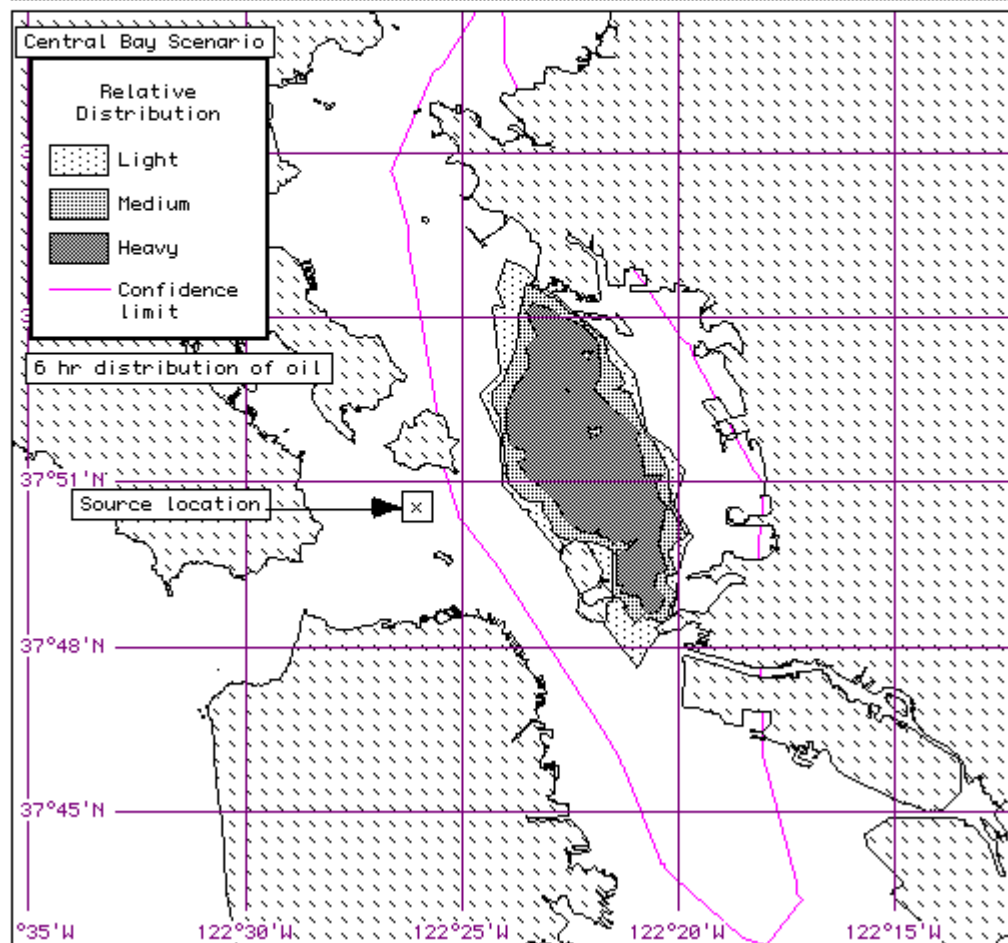 Central Bay Scenario
Relative
Distribution
Light
Medium
Heavy
Confidence
limit
6 hr distribution of oil
37°51'N
Source location
×
37°48'N
37°45'N
°35'W
122°30'W
122°25'W
122°20'W
122°15'W